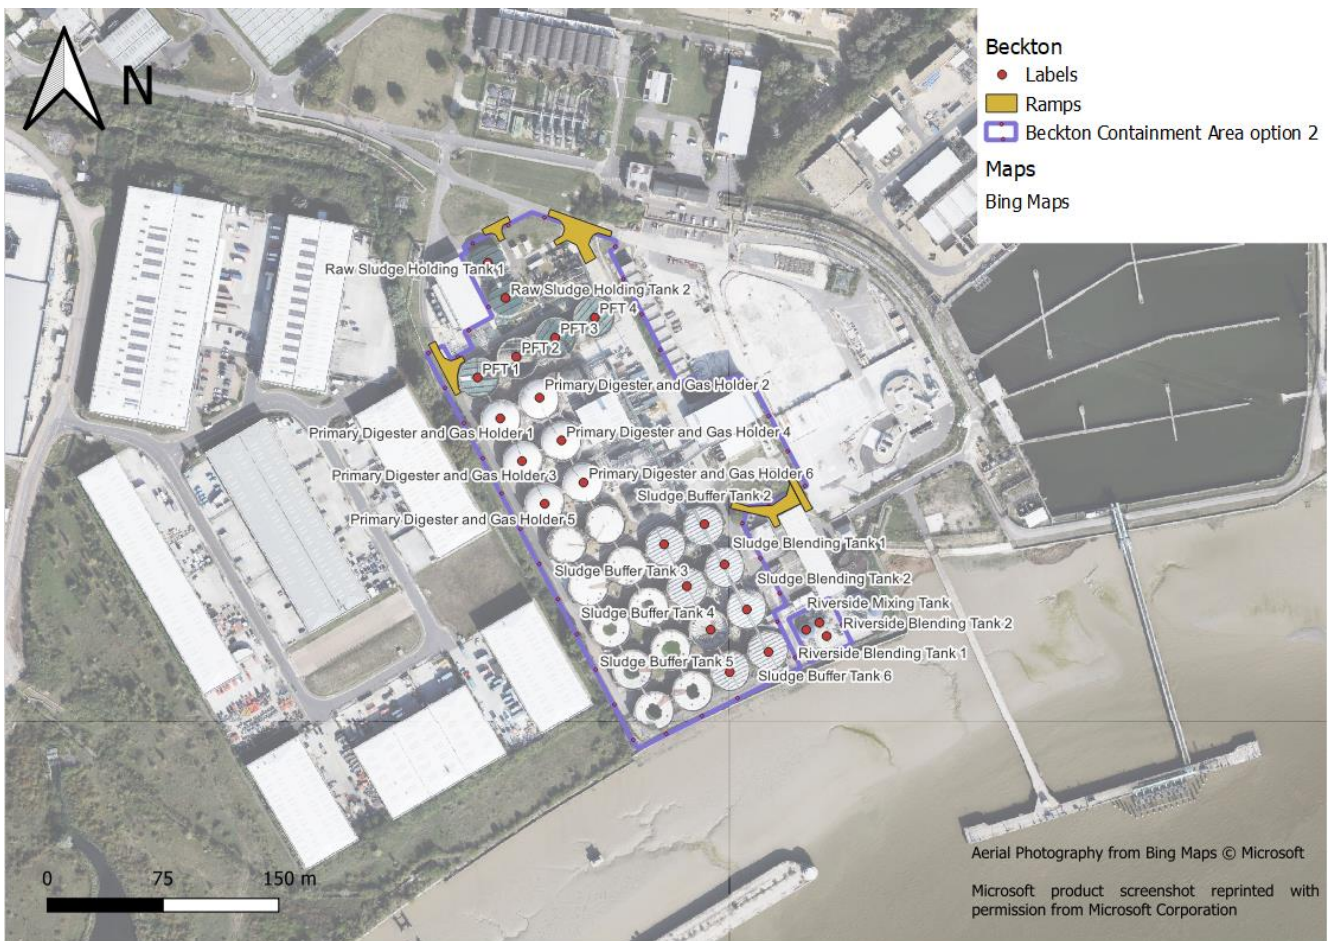 N
Beckton
Labels
Ramps
Beckton Containment Area option 2
Maps
Bing Maps
Raw Sludge Holding Tank 1
Raw Sludge Holding Tank 2
PFT 4
PFT 3
PFT 2
PFT 1
Primary Digester and Gas Holder 2
Primary Digester and Gas Holder 1
Primary Digester and Gas Holder 4
Primary Digester and Gas Holder 3
Primary Digester and Gas Holder 6
Sludge Buffer Tank 2
Primary Digester and Gas Holder 5
Sludge Blending Tank 1
Sludge Buffer Tank 3
Sludge Blending Tank 2
Riverside Mixing Tank
Sludge Buffer Tank 4
Riverside Blending Tank 2
Riverside Blending Tank 1
Sludge Buffer Tank 5
Sludge Buffer Tank 6
0 75 150 m
Aerial Photography from Bing Maps © Microsoft
Microsoft product screenshot reprinted with
permission from Microsoft Corporation